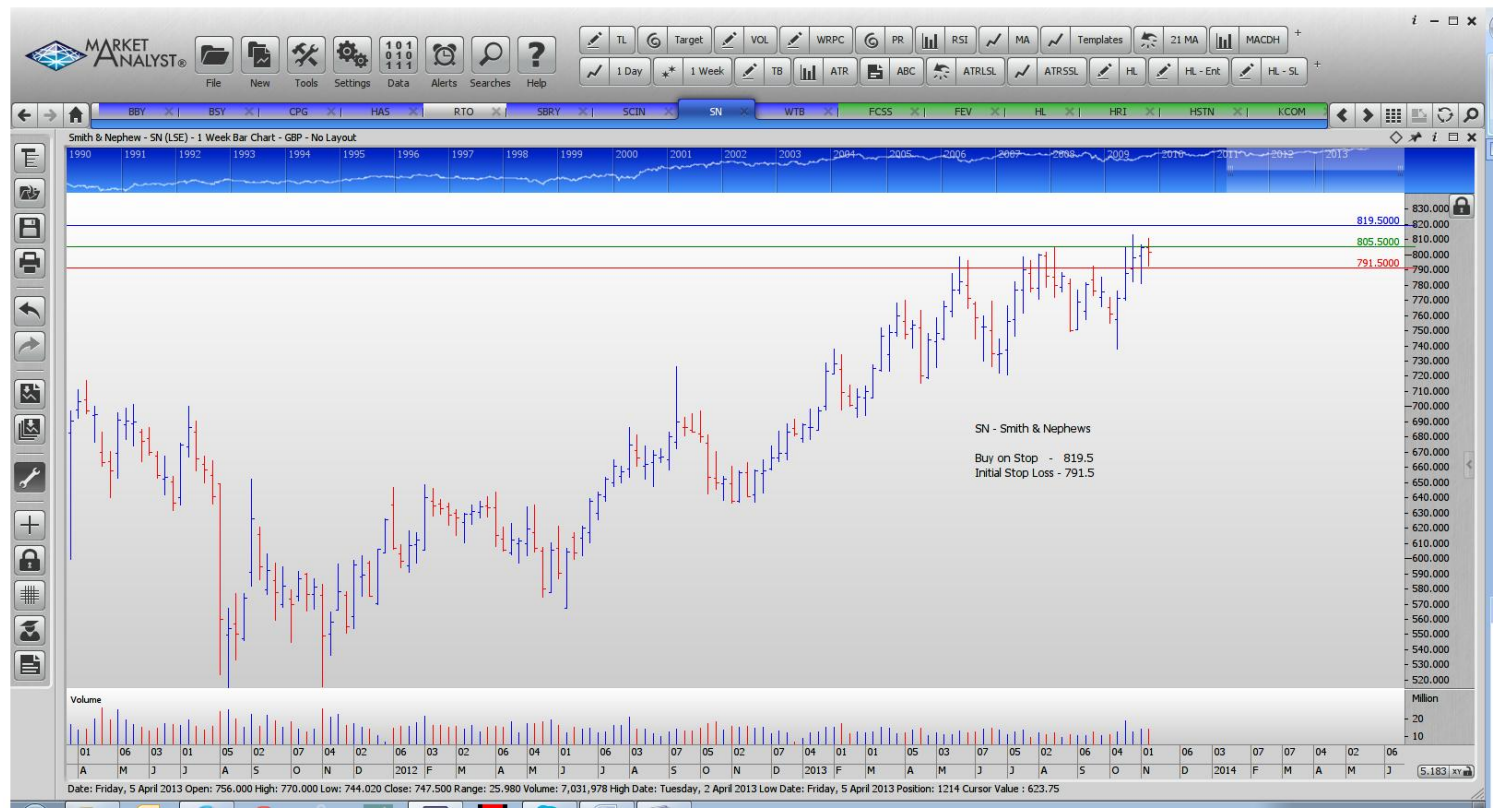 i
MARKET ANALYST®
File New Tools Settings Data Alerts Searches Help
TL Target VOL WRPC PR RSI MA Templates 21 MA MACDH +
1 Day 1 Week TB ATR ABC ATRLSL ATRSSL HL HL - Ent HL - SL +
BBY BSY CPG HAS RTO SBRY SCIN SN WTB FCSS FEV HL HRI HSTN KCOM
Smith & Nephew - SN (LSE) - 1 Week Bar Chart - GBP - No Layout
1990 1991 1992 1993 1994 1995 1996 1997 1998 1999 2000 2001 2002 2003 2004 2005 2006 2007 2008 2009 2010 2011 2012 2013
830.000
819.5000
820.000
810.000
805.5000
800.000
791.5000
790.000
780.000
770.000
760.000
750.000
740.000
730.000
720.000
710.000
700.000
SN - Smith & Nephews
690.000
680.000
Buy on Stop - 819.5
670.000
Initial Stop Loss - 791.5
660.000
650.000
640.000
630.000
620.000
610.000
600.000
590.000
580.000
570.000
560.000
550.000
540.000
530.000
520.000
Volume
Million
20
10
01 06 03 01 05 02 07 04 02 06 03 02 06 04 01 06 03 07 05 02 07 04 01 01 05 03 07 05 02 06 04 01 06 03 07 07 04 02 06
A M J J A S O N D 2012 F M A M J J A S O N D 2013 F M A M J J A S O N D 2014 F M A M J
5.183 XY
Date: Friday, 5 April 2013 Open: 756.000 High: 770.000 Low: 744.020 Close: 747.500 Range: 25.980 Volume: 7,031,978 High Date: Tuesday, 2 April 2013 Low Date: Friday, 5 April 2013 Position: 1214 Cursor Value : 623.75